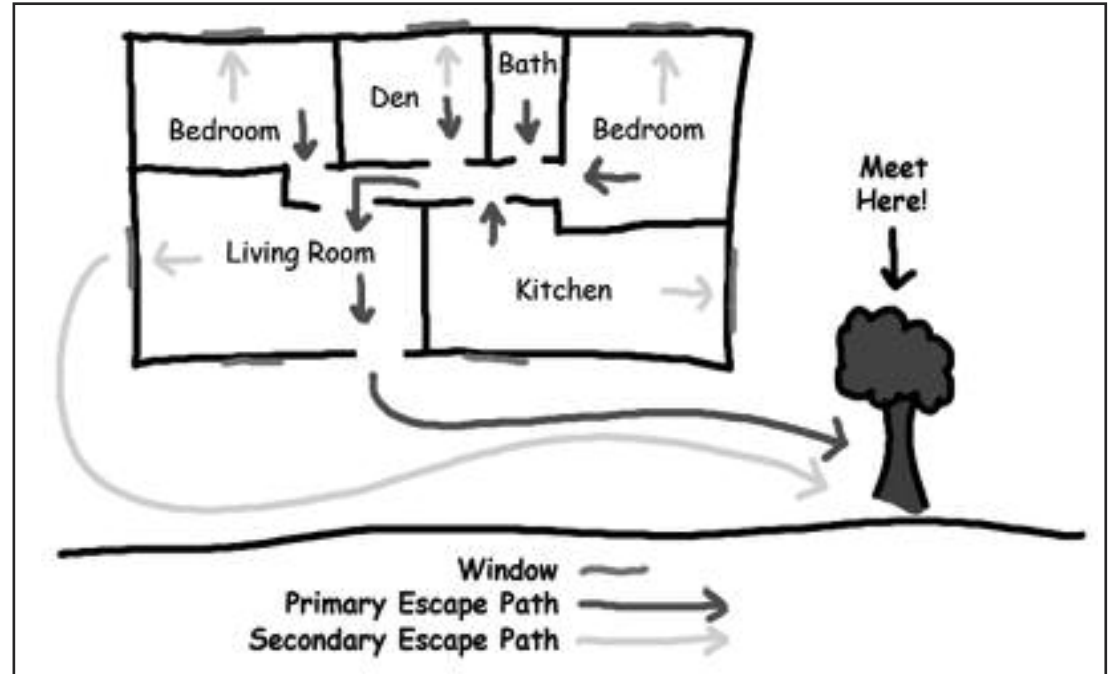 Bath
Den
Bedroom
Bedroom
Meet
Here!
Living Room
Kitchen
Window
Primary Escape Path
Secondary Escape Path